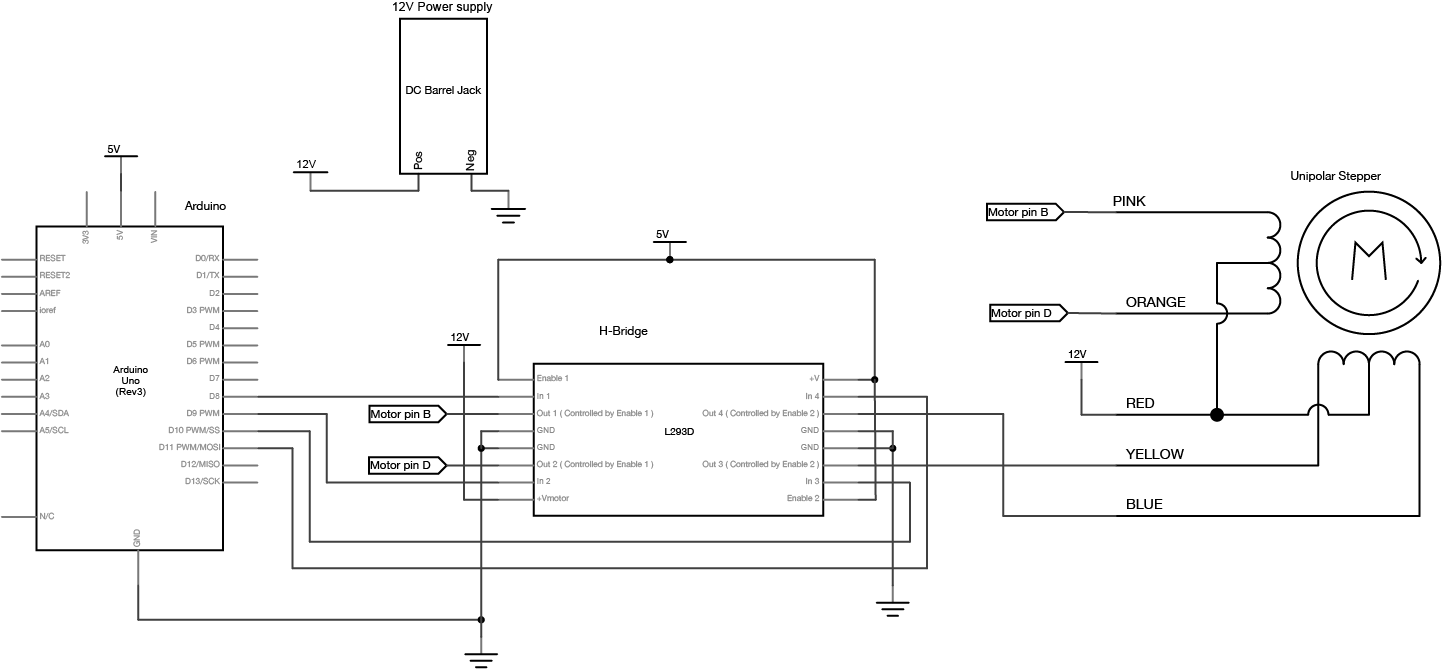 12V Power supply
DC Barrel Jack
Pos
Neg
12V
5V
Arduino
3V3
5V
VIN
RESET
RESET2
AREF
ioref
A0
A1
A2
A3
A4/SDA
A5/SCL
N/C
Arduino
Uno
(Rev3)
D0/RX
D1/TX
D2
D3 PWM
D4
D5 PWM
D6 PWM
D7
D8
D9 PWM
D10 PWM/SS
D11 PWM/MOSI
D12/MISO
D13/SCK
GND
5V
H-Bridge
12V
Motor pin B
Motor pin D
Enable 1
In 1
Out 1 ( Controlled by Enable 1 )
GND
GND
Out 2 ( Controlled by Enable 1 )
In 2
+Vmotor
L293D
+V
In 4
Out 4 ( Controlled by Enable 2 )
GND
GND
Out 3 ( Controlled by Enable 2 )
In 3
Enable 2
Unipolar Stepper
Motor pin B
PINK
Motor pin D
ORANGE
M
12V
RED
YELLOW
BLUE